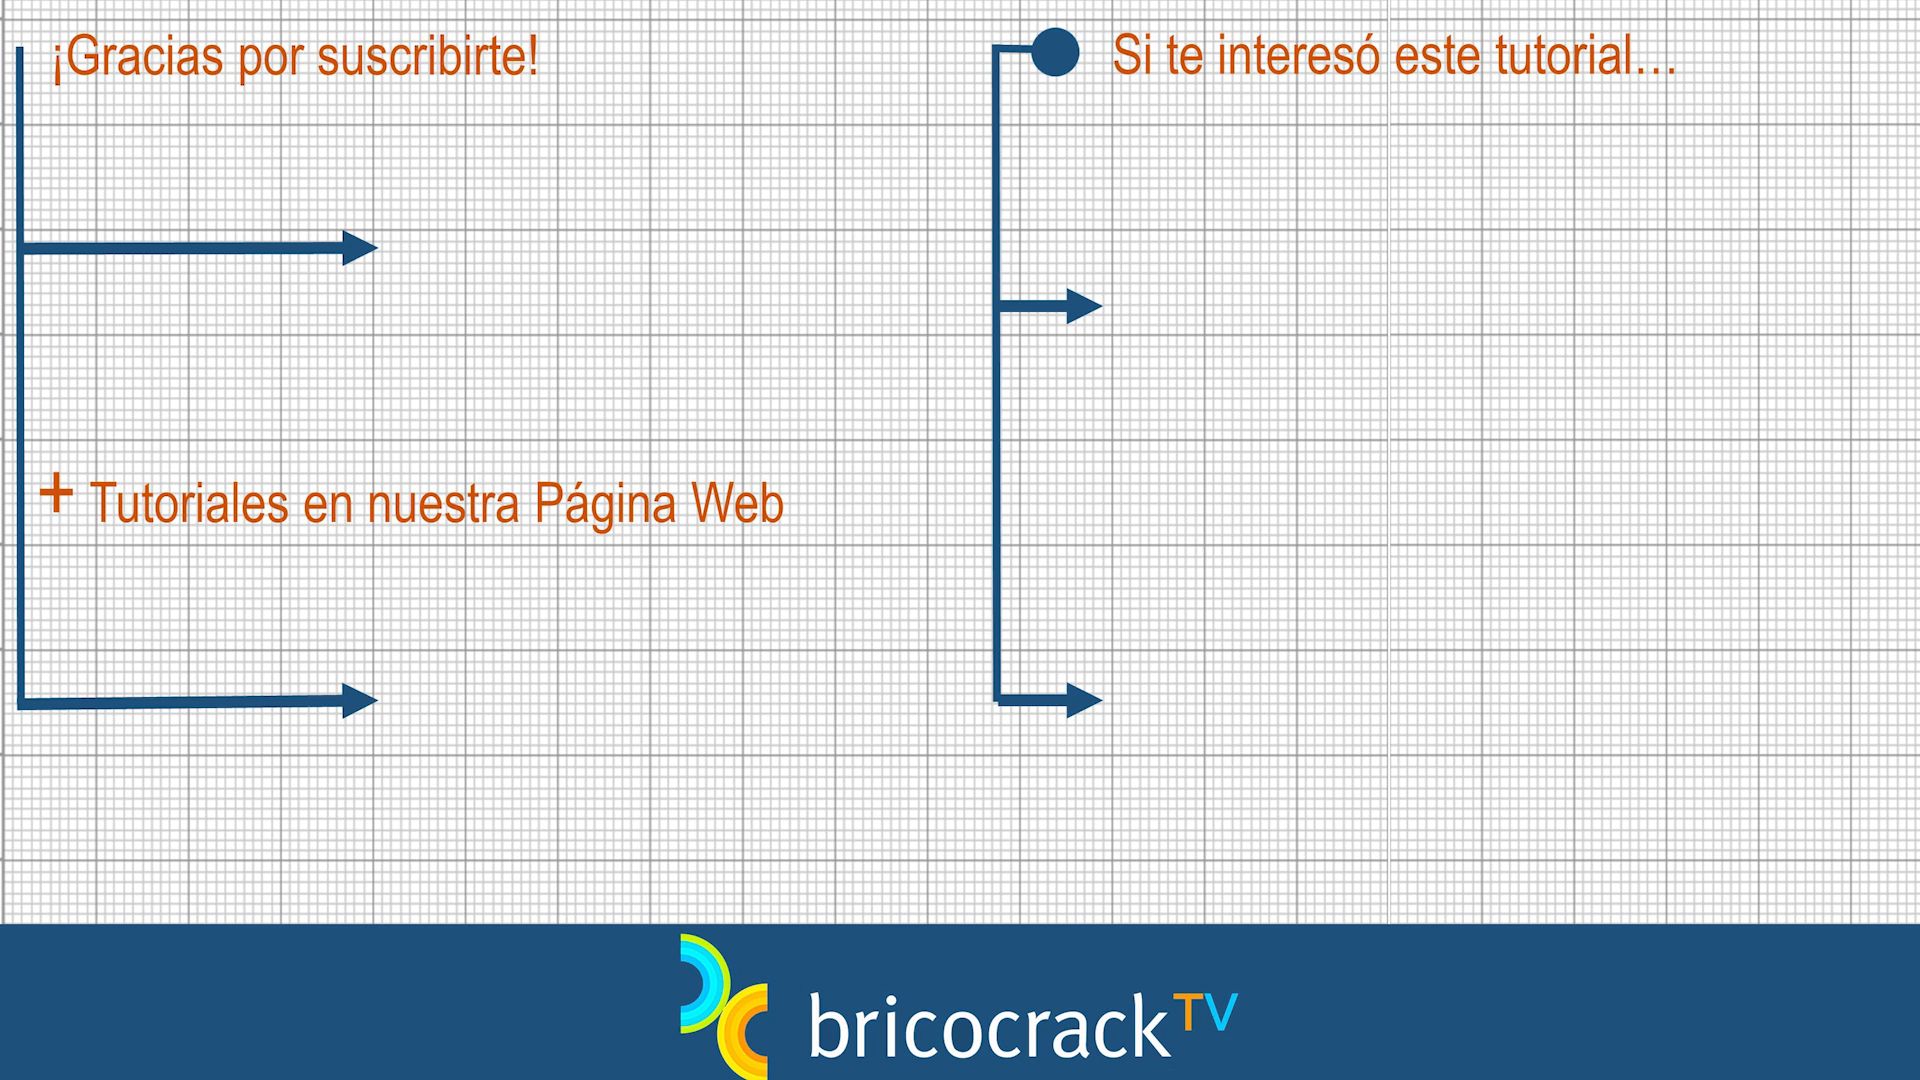 ¡Gracias por suscribirte!
+ Tutoriales en nuestra Página Web
Si te interesó este tutorial...
bricocrackTV